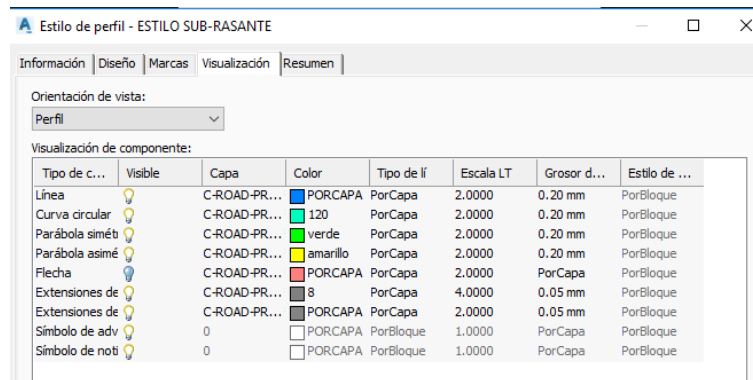 Estilo de perfil - ESTILO SUB-RASANTE
Información Diseño Marcas Visualización Resumen
Orientación de vista:
Perfil
Visualización de componente:
Tipo de c... Visible Capa Color Tipo de lí Escala LT Grosor d... Estilo de ...
Línea C-ROAD-PR... PORCAPA PorCapa 2.0000 0.20 mm PorBloque
Curva circular C-ROAD-PR... 120 PorCapa 2.0000 0.20 mm PorBloque
Parábola simét C-ROAD-PR... verde PorCapa 2.0000 0.20 mm PorBloque
Parábola asimé C-ROAD-PR... amarillo PorCapa 2.0000 0.20 mm PorBloque
Flecha C-ROAD-PR... PORCAPA PorCapa 2.0000 PorCapa PorBloque
Extensiones de C-ROAD-PR... 8 PorCapa 4.0000 0.05 mm PorBloque
Extensiones de C-ROAD-PR... PORCAPA PorCapa 2.0000 0.05 mm PorBloque
Símbolo de adv 0 PORCAPA PorBloque 1.0000 PorCapa PorBloque
Símbolo de noti 0 PORCAPA PorBloque 1.0000 PorCapa PorBloque